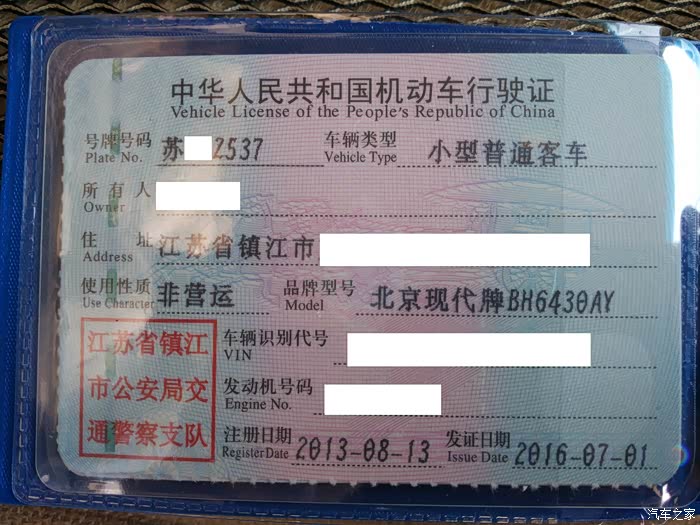 中华人民共和国机动车行驶证
Vehicle License of the People's Republic of China
号牌号码 苏 2537 车辆类型 小型普通客车
Plate No. Vehicle Type
所有人
Owner
住址 江苏省镇江市
Address
使用性质 非营运 品牌型号 北京现代牌BH6430AY
Use Character Model
江苏省镇江
市公安局交
通警察支队
车辆识别代号
VIN
发动机号码
Engine No.
注册日期 2013-08-13 发证日期 2016-07-01
Register Date Issue Date
汽车之家